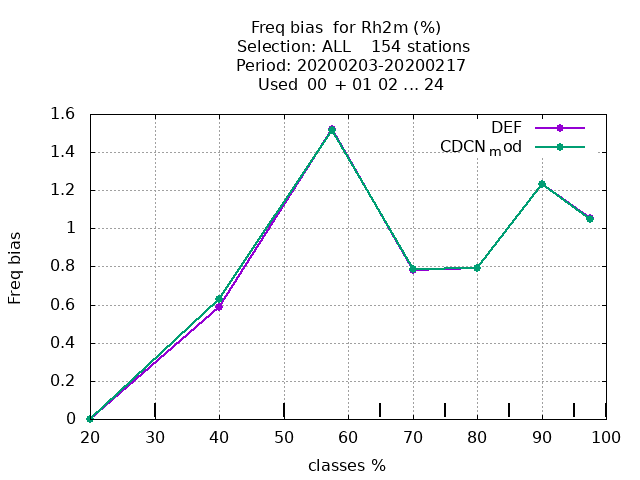 Freq bias  for Rh2m (%)
Selection: ALL    154 stations
Period: 20200203-20200217
Used  00  + 01 02 ... 24
DEF
CDCNmod
1.6
1.4
1.2
1
0.8
0.6
0.4
0.2
0
Freq bias
20 30 40 50 60 70 80 90 100
classes %